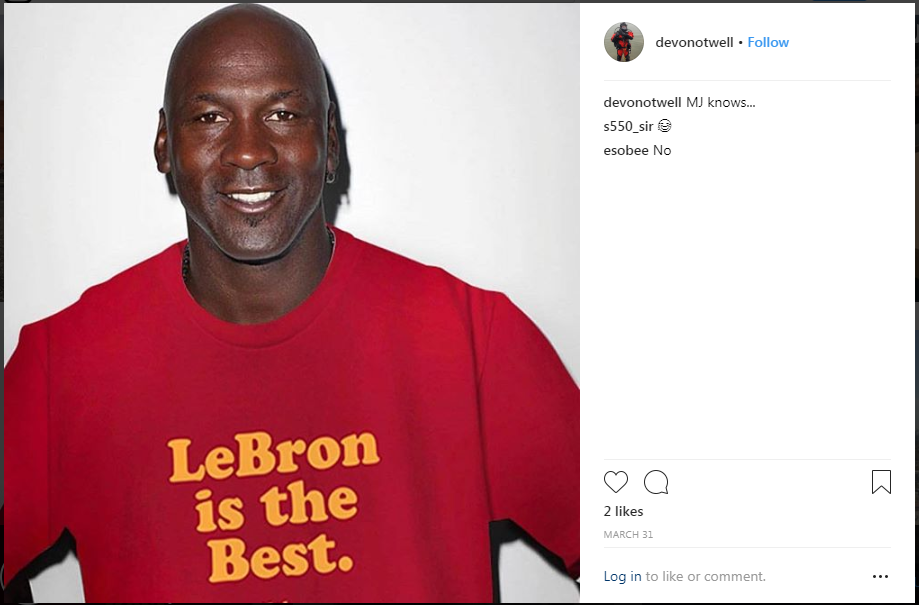 devonotwell • Follow
devonotwell MJ knows...
s550_sir 😂
esobee No
LeBron
is the
Best.
2 likes
MARCH 31
Log in to like or comment.